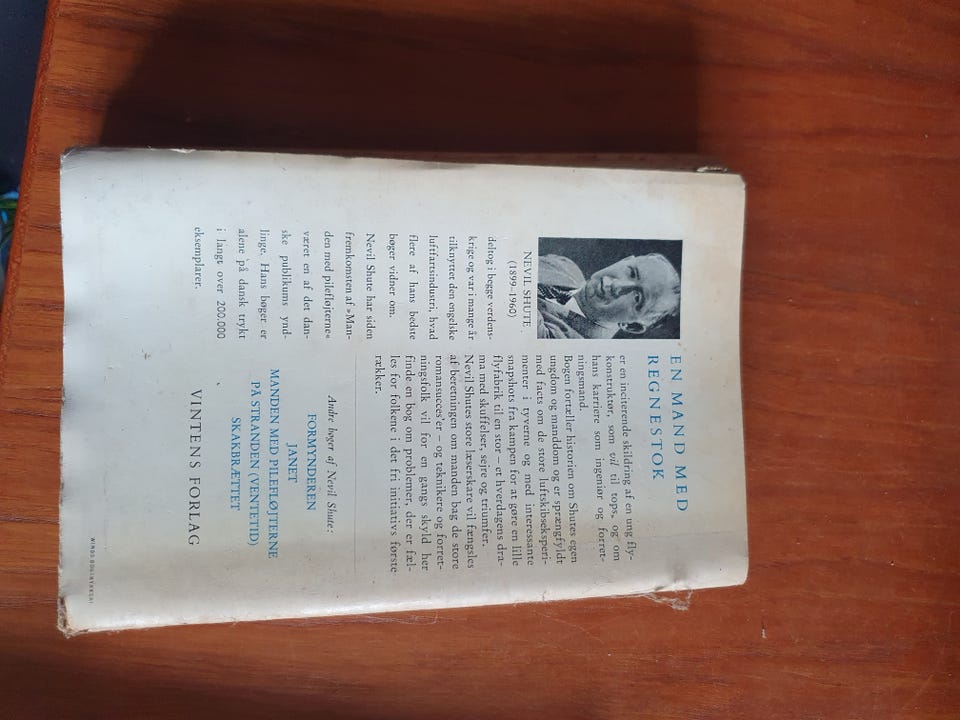 EN MAND MED
REGNESTOK
er en inciterende skildring af en ung fly-
konstruktør, som vil til tops, og om
hans karriere som ingeniør og forret-
ningsmand.
Bogen fortæller historien om Shutes egen
ungdom og manddom og er sprængfyldt
med facts om de store luftskibseksperi-
menter i tyverne og med interessante
snapshots fra kampen for at gøre en lille
flyfabrik til en stor – et hverdagens dra-
ma med skuffelser, sejre og triumfer.
Nevil Shutes store læserskare vil fængsles
af beretningen om manden bag de store
romansucces'er – og teknikere og forret-
ningsfolk vil for en gangs skyld her
finde en bog om problemer, der er fæl-
les for folkene i det fri initiativs første-
rækker.
NEVIL SHUTE
(1899–1960)
deltog i begge verdens-
krige og var i mange år
tilknyttet den engelske
luftfartsindustri, hvad
flere af hans bedste
bøger vidner om.
Nevil Shute har siden
fremkomsten af »Man-
den med pilefløjterne«
været en af det dan-
ske publikums ynd-
linge. Hans bøger er
alene på dansk trykt
i langt over 200.000
eksemplarer.
Andre bøger af Nevil Shute:
FORMYNDEREN
JANET
MANDEN MED PILEFLØJTERNE
PÅ STRANDEN (VENTETID)
SKAKBRÆTTET
VINTENS FORLAG